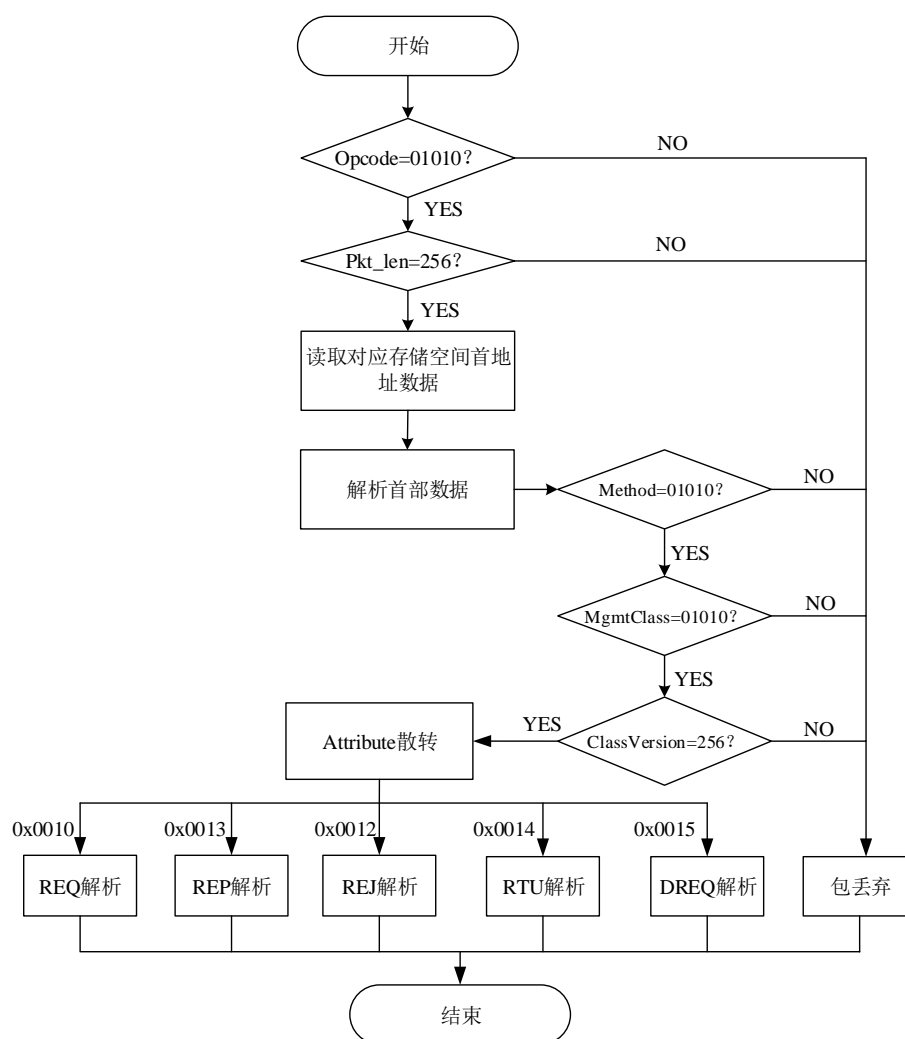 开始
Opcode=01010？
NO
YES
Pkt_len=256？
NO
YES
读取对应存储空间首地
址数据
解析首部数据
Method=01010？
NO
YES
MgmtClass=01010？
NO
YES
Attribute散转
YES
ClassVersion=256？
NO
0x0010
0x0013
0x0012
0x0014
0x0015
REQ解析
REP解析
REJ解析
RTU解析
DREQ解析
包丢弃
结束